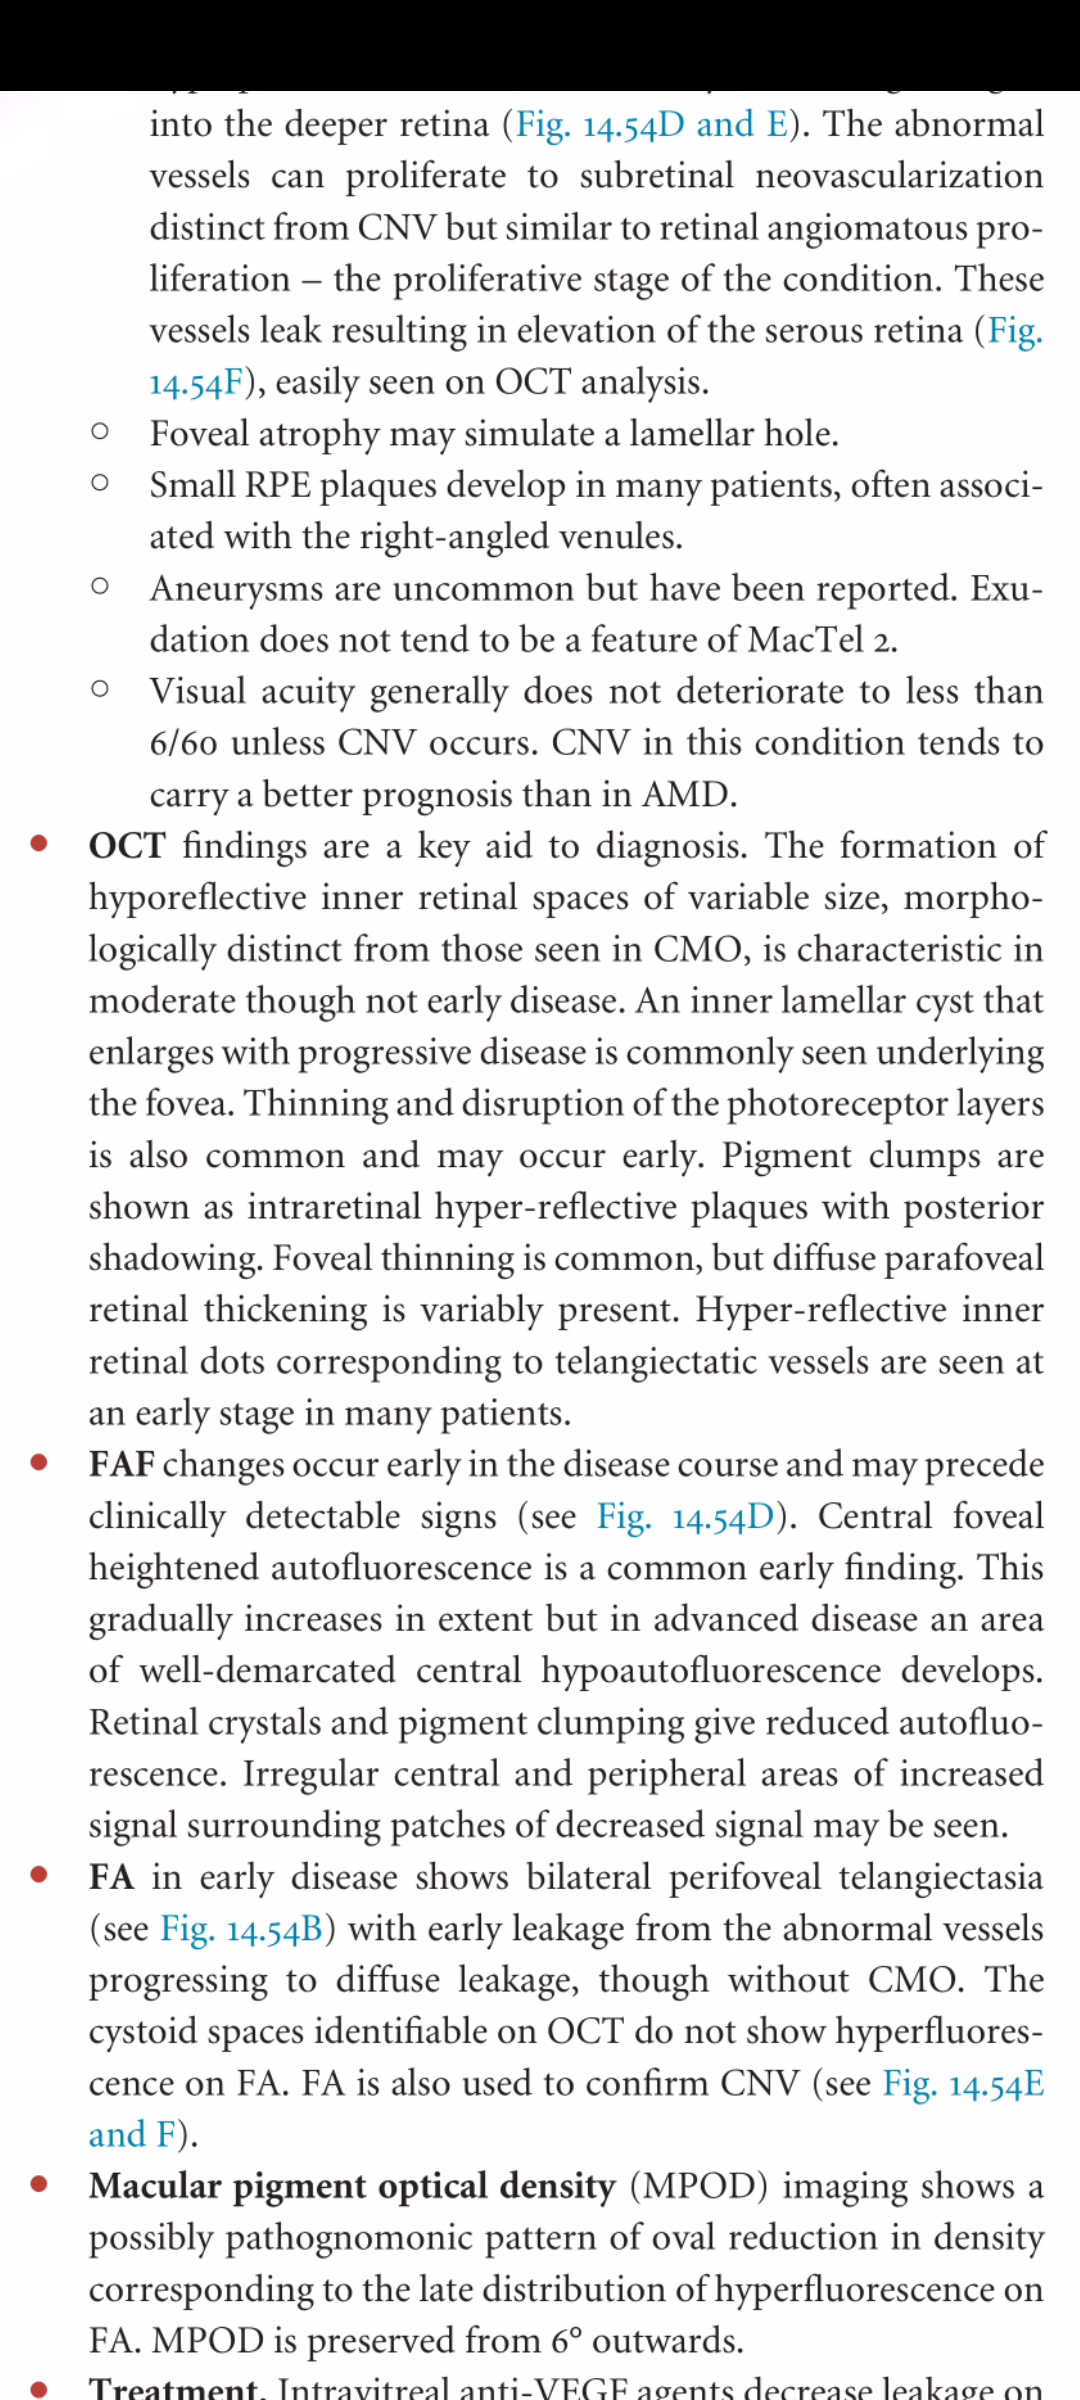 into the deeper retina (Fig. 14.54D and E). The abnormal
vessels can proliferate to subretinal neovascularization
distinct from CNV but similar to retinal angiomatous pro-
liferation – the proliferative stage of the condition. These
vessels leak resulting in elevation of the serous retina (Fig.
14.54F), easily seen on OCT analysis.
○ Foveal atrophy may simulate a lamellar hole.
○ Small RPE plaques develop in many patients, often associ-
ated with the right-angled venules.
○ Aneurysms are uncommon but have been reported. Exu-
dation does not tend to be a feature of MacTel 2.
○ Visual acuity generally does not deteriorate to less than
6/60 unless CNV occurs. CNV in this condition tends to
carry a better prognosis than in AMD.
• OCT findings are a key aid to diagnosis. The formation of
hyporeflective inner retinal spaces of variable size, morpho-
logically distinct from those seen in CMO, is characteristic in
moderate though not early disease. An inner lamellar cyst that
enlarges with progressive disease is commonly seen underlying
the fovea. Thinning and disruption of the photoreceptor layers
is also common and may occur early. Pigment clumps are
shown as intraretinal hyper-reflective plaques with posterior
shadowing. Foveal thinning is common, but diffuse parafoveal
retinal thickening is variably present. Hyper-reflective inner
retinal dots corresponding to telangiectatic vessels are seen at
an early stage in many patients.
• FAF changes occur early in the disease course and may precede
clinically detectable signs (see Fig. 14.54D). Central foveal
heightened autofluorescence is a common early finding. This
gradually increases in extent but in advanced disease an area
of well-demarcated central hypoautofluorescence develops.
Retinal crystals and pigment clumping give reduced autofluo-
rescence. Irregular central and peripheral areas of increased
signal surrounding patches of decreased signal may be seen.
• FA in early disease shows bilateral perifoveal telangiectasia
(see Fig. 14.54B) with early leakage from the abnormal vessels
progressing to diffuse leakage, though without CMO. The
cystoid spaces identifiable on OCT do not show hyperfluores-
cence on FA. FA is also used to confirm CNV (see Fig. 14.54E
and F).
• Macular pigment optical density (MPOD) imaging shows a
possibly pathognomonic pattern of oval reduction in density
corresponding to the late distribution of hyperfluorescence on
FA. MPOD is preserved from 6° outwards.
• Treatment. Intravitreal anti-VEGF agents decrease leakage on